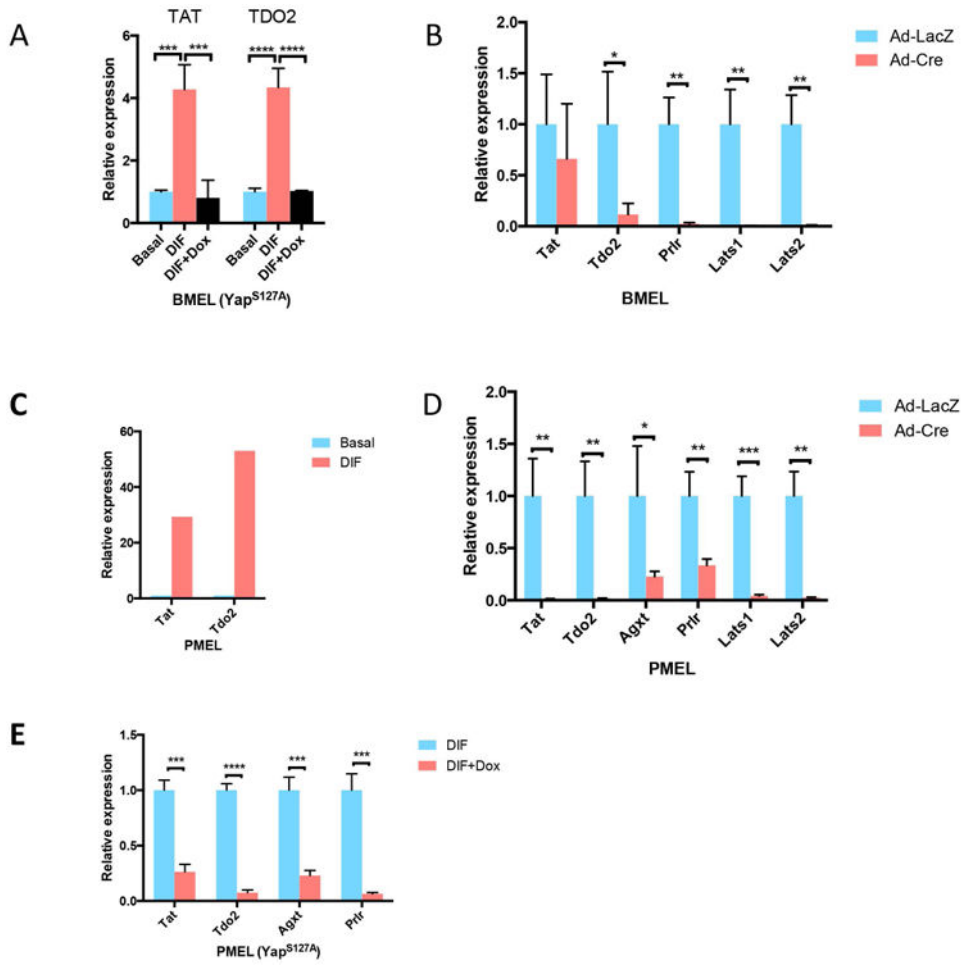 A
TAT TDO2
*** *** **** ****
Relative expression
6
4
2
0
Basal DIF DIF+Dox Basal DIF DIF+Dox
BMEL (Yap^S127A)
B
Ad-LacZ
Ad-Cre
* ** ** **
Relative expression
2.0
1.5
1.0
0.5
0.0
Tat Tdo2 Prlr Lats1 Lats2
BMEL
C
Basal
DIF
Relative expression
60
40
20
0
Tat Tdo2
PMEL
D
Ad-LacZ
Ad-Cre
** ** * ** *** **
Relative expression
2.0
1.5
1.0
0.5
0.0
Tat Tdo2 Agxt Prlr Lats1 Lats2
PMEL
E
DIF
DIF+Dox
*** **** *** ***
Relative expression
1.5
1.0
0.5
0.0
Tat Tdo2 Agxt Prlr
PMEL (Yap^S127A)